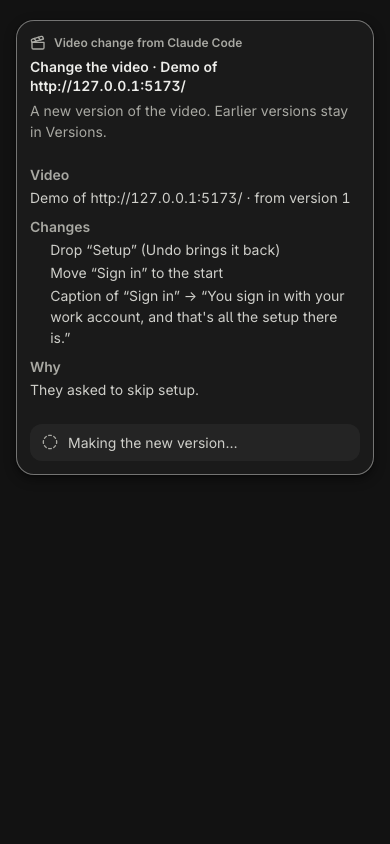 Video change from Claude Code
Change the video · Demo of
http://127.0.0.1:5173/
A new version of the video. Earlier versions stay
in Versions.
Video
Demo of http://127.0.0.1:5173/ · from version 1
Changes
Drop “Setup” (Undo brings it back)
Move “Sign in” to the start
Caption of “Sign in” → “You sign in with your
work account, and that's all the setup there
is.”
Why
They asked to skip setup.
Making the new version...